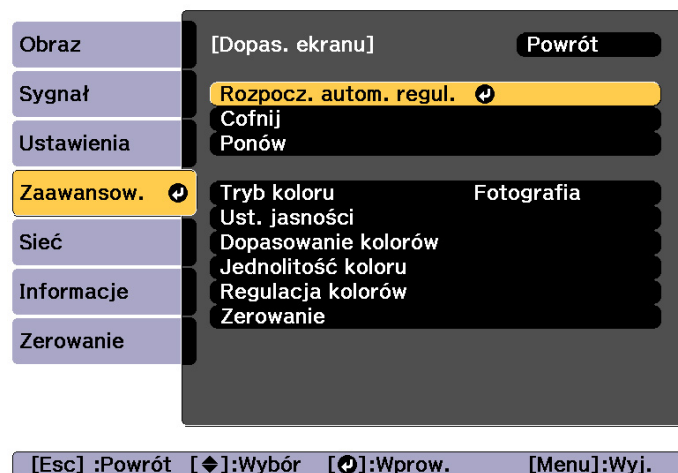 Obraz
Sygnał
Ustawienia
Zaawansow.
Sieć
Informacje
Zerowanie
[Dopas. ekranu] Powrót
Rozpocz. autom. regul.
Cofnij
Ponów
Tryb koloru Fotografia
Ust. jasności
Dopasowanie kolorów
Jednolitość koloru
Regulacja kolorów
Zerowanie
[Esc] :Powrót [◆]:Wybór [↵]:Wprow. [Menu]:Wyj.